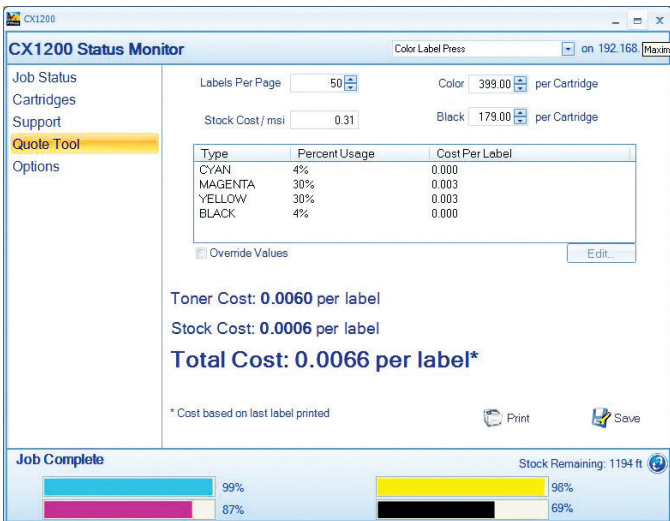 CX1200
CX1200 Status Monitor
Color Label Press
on 192.168.
Maxim
Job Status
Cartridges
Support
Quote Tool
Options
Labels Per Page 50 Color 399.00 per Cartridge
Stock Cost / msi 0.31 Black 179.00 per Cartridge
Type Percent Usage Cost Per Label
CYAN 4% 0.000
MAGENTA 30% 0.003
YELLOW 30% 0.003
BLACK 4% 0.000
Override Values Edit...
Toner Cost: 0.0060 per label
Stock Cost: 0.0006 per label
Total Cost: 0.0066 per label*
* Cost based on last label printed
Print Save
Job Complete Stock Remaining: 1194 ft
99% 98%
87% 69%